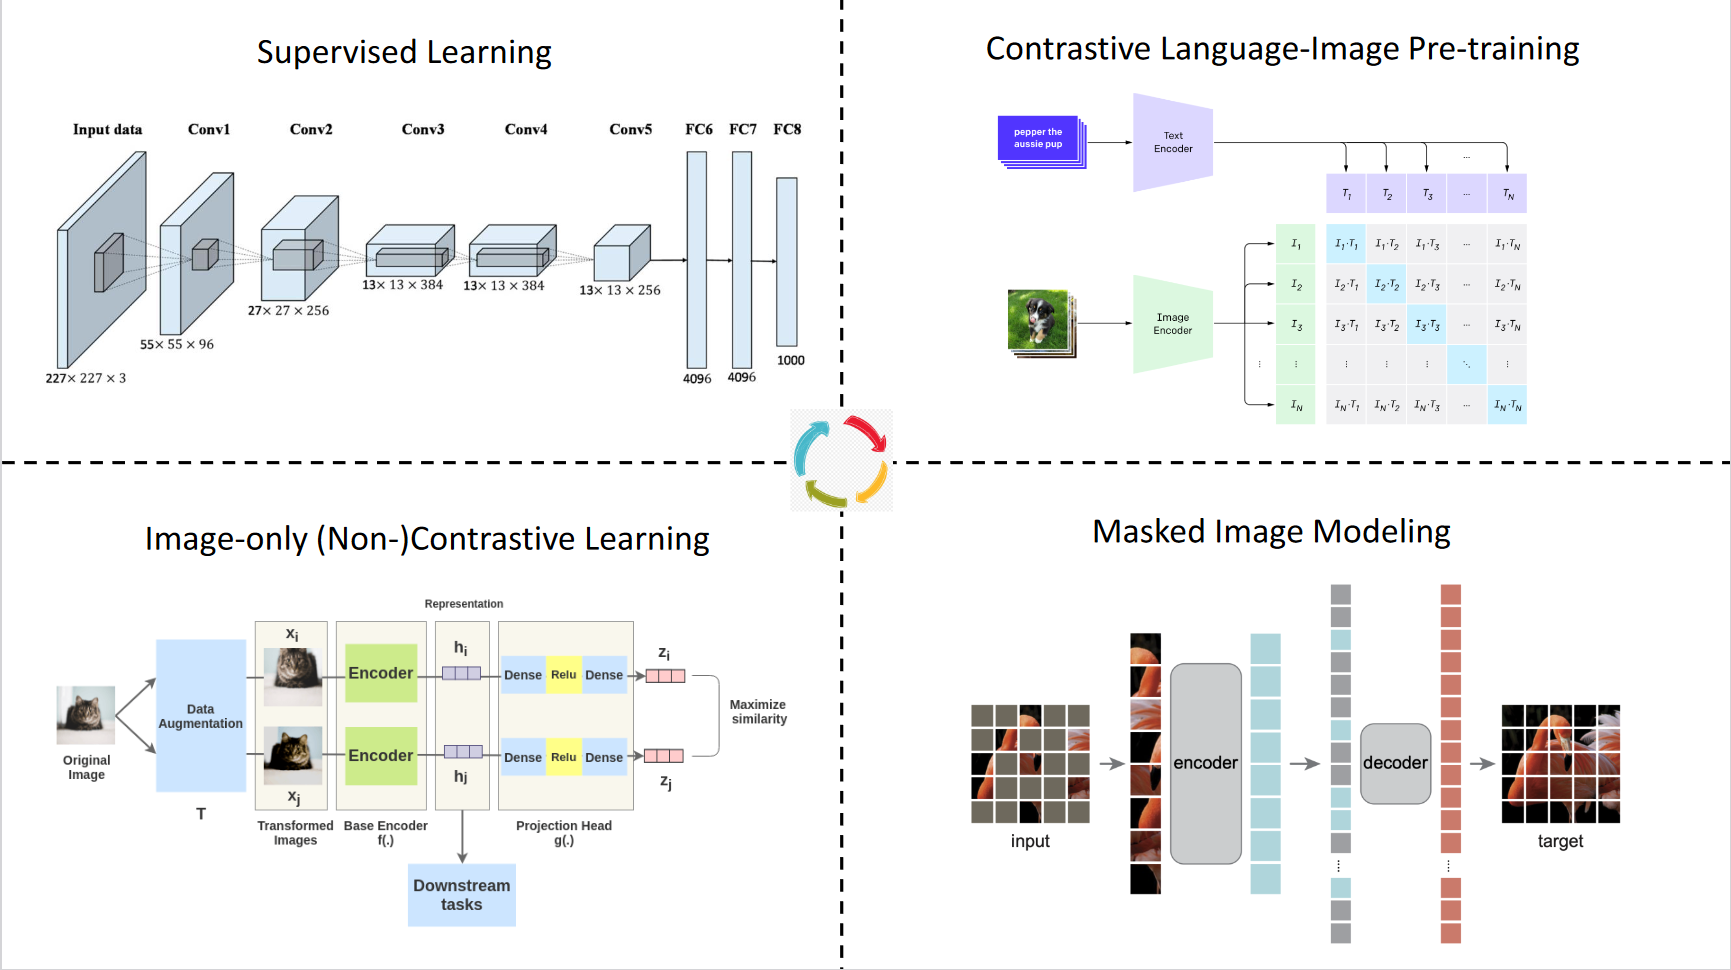 Supervised Learning
Input data Conv1 Conv2 Conv3 Conv4 Conv5 FC6 FC7 FC8
13× 13 × 384 13× 13 × 384 13× 13 × 256
27× 27 × 256
55× 55 × 96
227× 227 × 3
4096 4096 1000
Contrastive Language-Image Pre-training
pepper the
aussie pup
Text
Encoder
...
T1 T2 T3 ... TN
Image
Encoder
I1 I1·T1 I1·T2 I1·T3 ... I1·TN
I2 I2·T1 I2·T2 I2·T3 ... I2·TN
I3 I3·T1 I3·T2 I3·T3 ... I3·TN
⋮ ⋮ ⋮ ⋮ ⋮ ⋱ ⋮
IN IN·T1 IN·T2 IN·T3 ... IN·TN
Image-only (Non-)Contrastive Learning
Representation
Original
Image
Data
Augmentation
T
xi
xj
Transformed
Images
Encoder
Encoder
Base Encoder
f(.)
hi
hj
Dense Relu Dense
Dense Relu Dense
Projection Head
g(.)
zi
zj
Maximize
similarity
Downstream
tasks
Masked Image Modeling
input
encoder
decoder
target